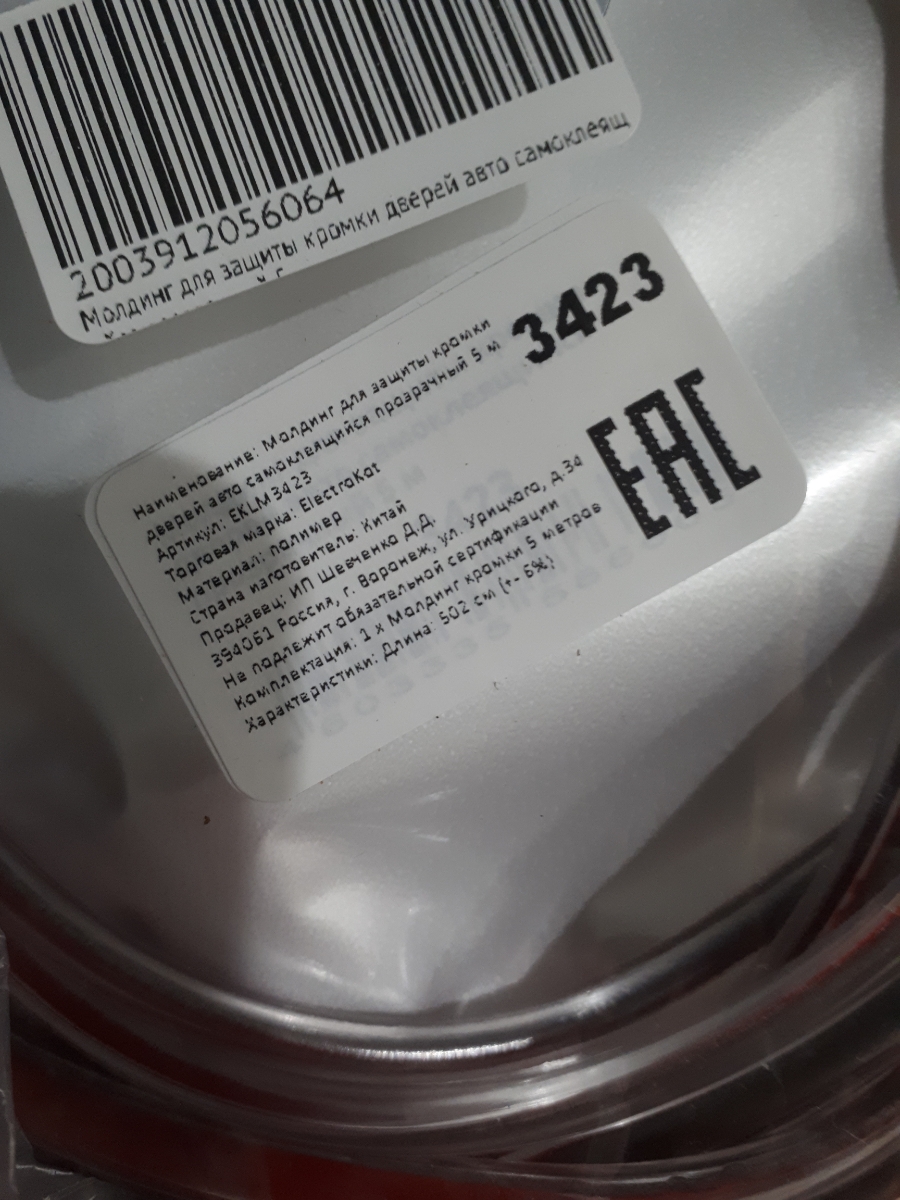 2003912056064
Молдинг для защиты кромки дверей авто самоклеящ
3423
Наименование: Молдинг для защиты кромки
дверей авто самоклеящийся прозрачный 5 м
Артикул: EKLM3423
Торговая марка: ElectroKot
Материал: полимер
Страна изготовитель: Китай
Продавец: ИП Шевченко Д.Д.
394061 Россия, г. Воронеж, ул. Урицкого, д.34
Не подлежит обязательной сертификации
Комплектация: 1 х Молдинг кромки 5 метров
Характеристики: Длина: 502 см (+- 6%)
EAC